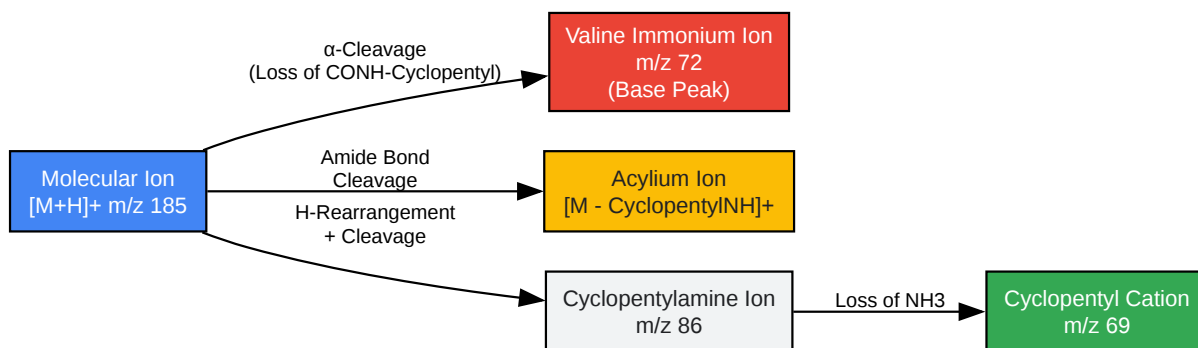 α-Cleavage
(Loss of CONH-Cyclopentyl)
Valine Immonium Ion
m/z 72
(Base Peak)
Molecular Ion
[M+H]+ m/z 185
Amide Bond
Cleavage
Acylium Ion
[M - CyclopentylNH]+
H-Rearrangement
+ Cleavage
Cyclopentylamine Ion
m/z 86
Loss of NH3
Cyclopentyl Cation
m/z 69